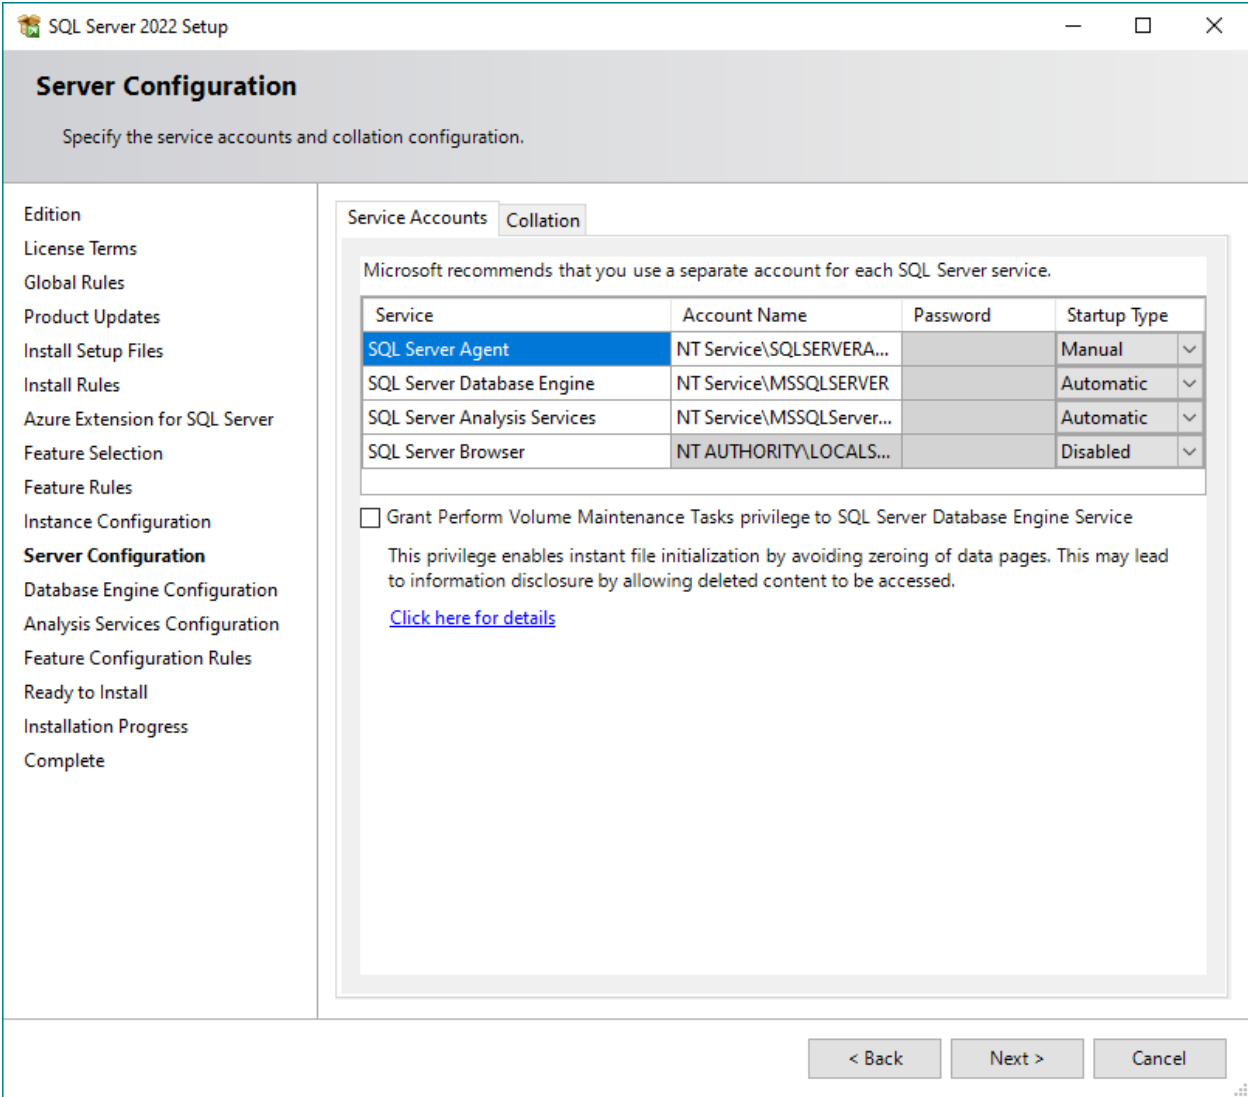 SQL Server 2022 Setup
Server Configuration
Specify the service accounts and collation configuration.
Edition
License Terms
Global Rules
Product Updates
Install Setup Files
Install Rules
Azure Extension for SQL Server
Feature Selection
Feature Rules
Instance Configuration
Server Configuration
Database Engine Configuration
Analysis Services Configuration
Feature Configuration Rules
Ready to Install
Installation Progress
Complete
Service Accounts Collation
Microsoft recommends that you use a separate account for each SQL Server service.
Service Account Name Password Startup Type
SQL Server Agent NT Service\SQLSERVERA... Manual
SQL Server Database Engine NT Service\MSSQLSERVER Automatic
SQL Server Analysis Services NT Service\MSSQLServer... Automatic
SQL Server Browser NT AUTHORITY\LOCALS... Disabled
Grant Perform Volume Maintenance Tasks privilege to SQL Server Database Engine Service
This privilege enables instant file initialization by avoiding zeroing of data pages. This may lead
to information disclosure by allowing deleted content to be accessed.
Click here for details
< Back Next > Cancel